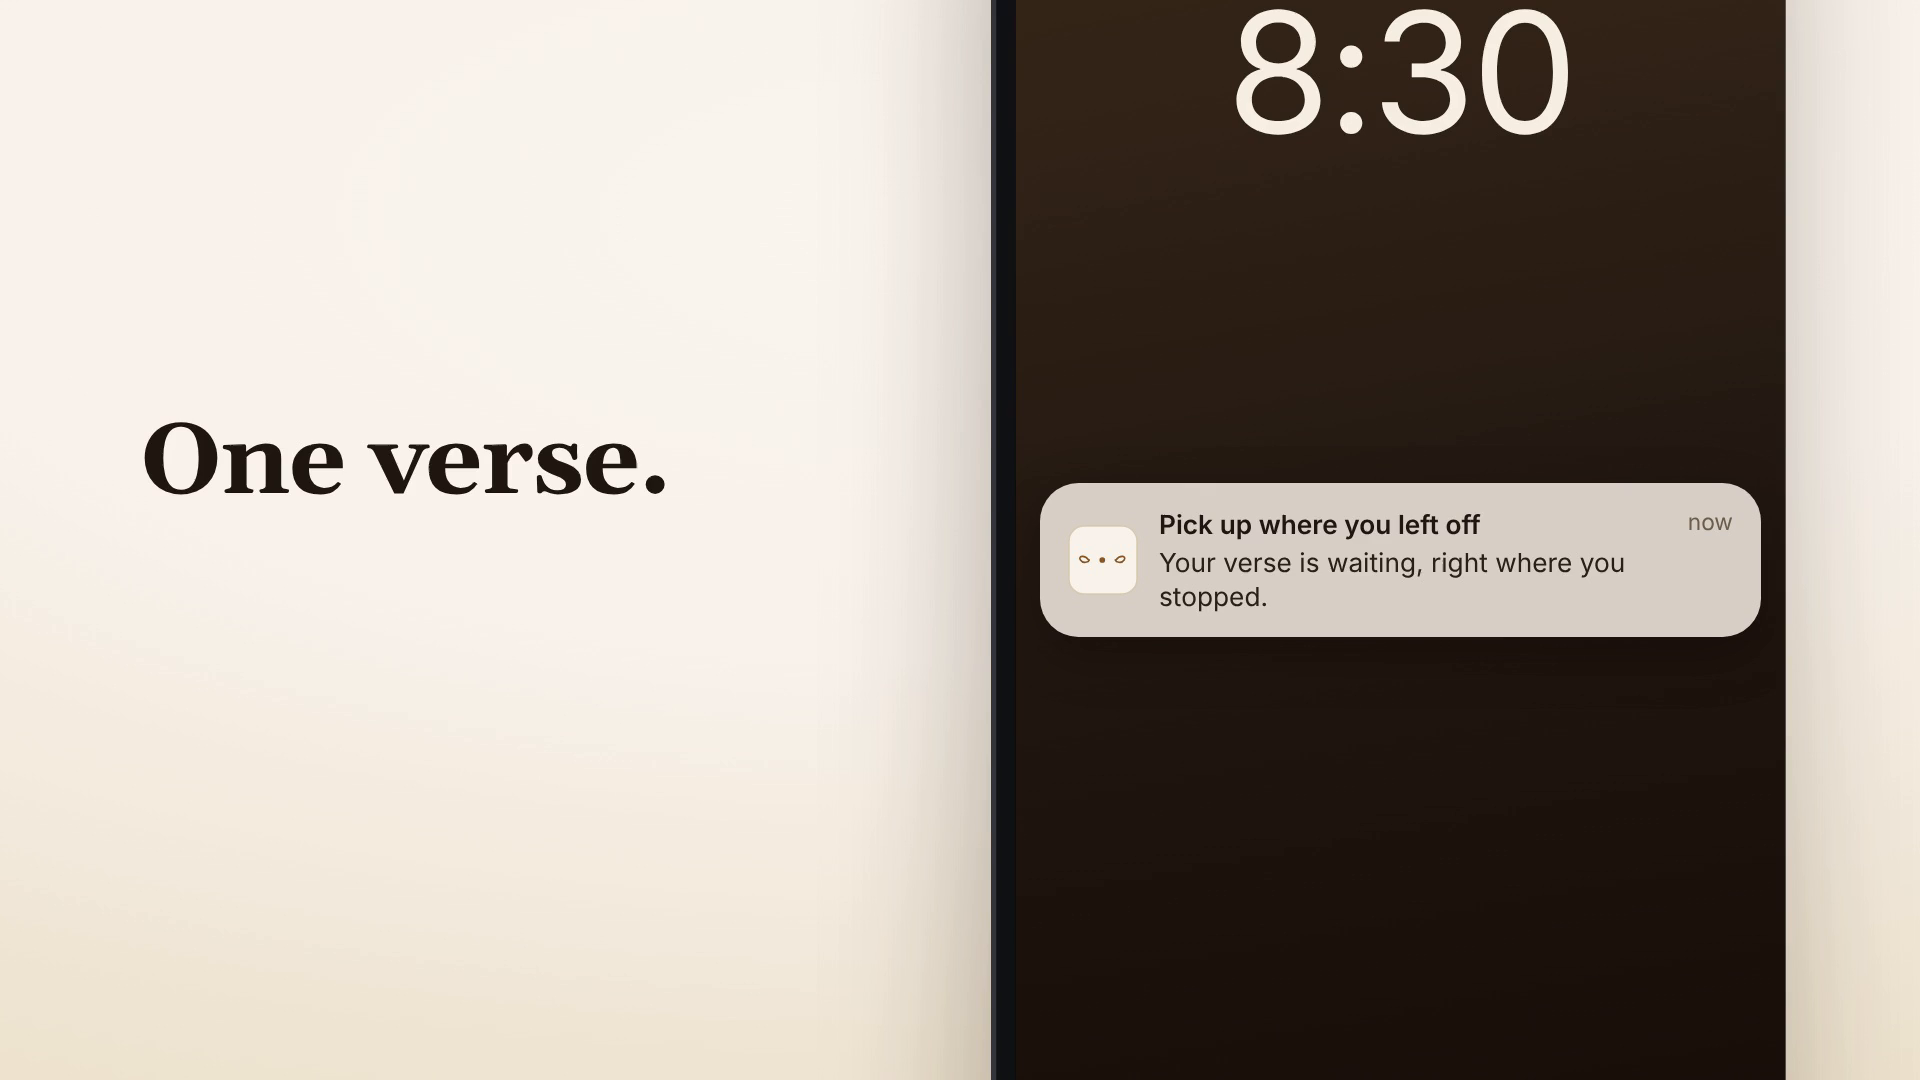 One verse.
8:30
Pick up where you left off
now
Your verse is waiting, right where you
stopped.